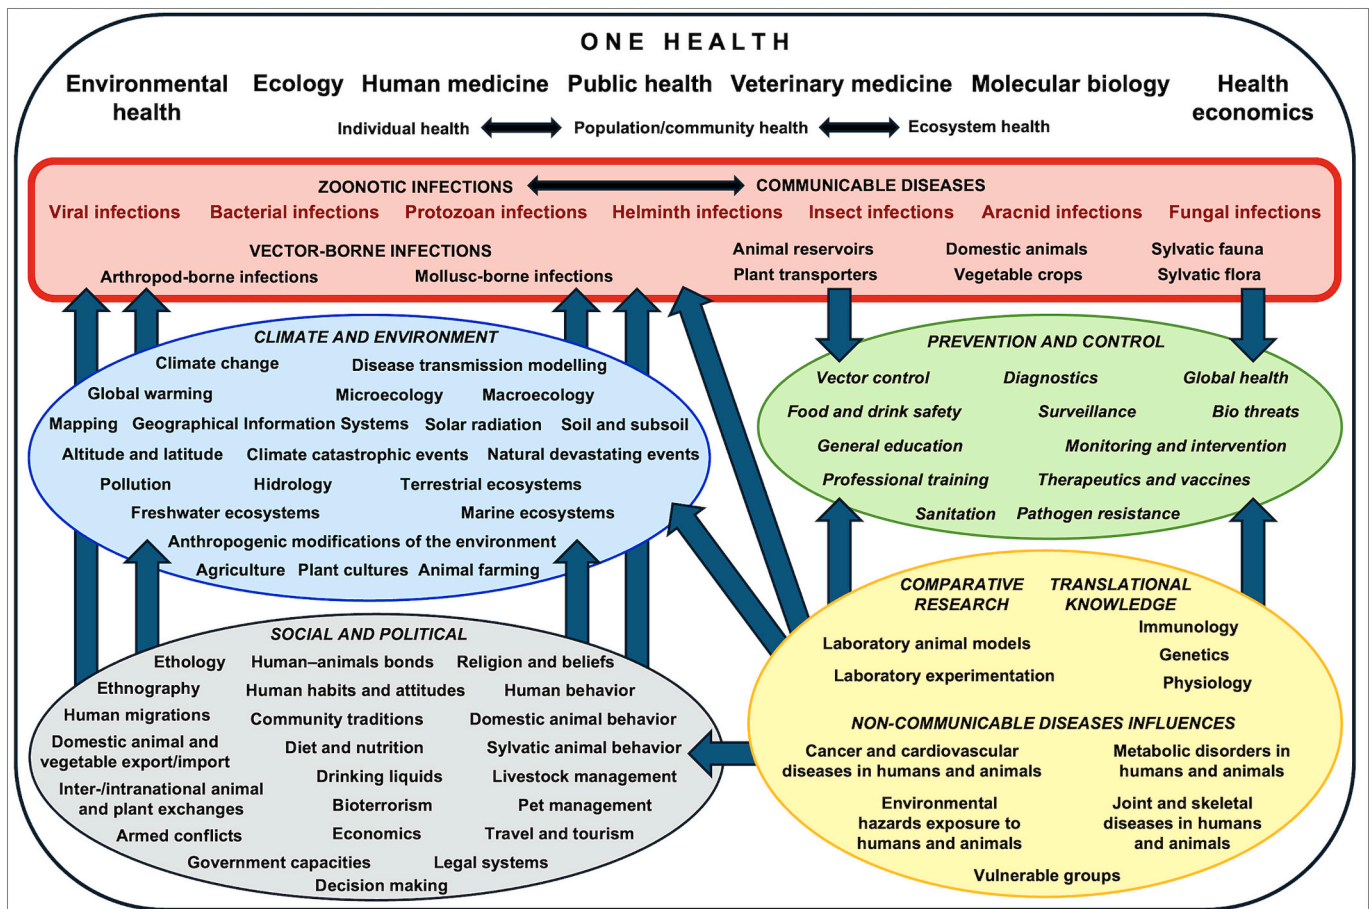 ONE HEALTH
Environmental health
Ecology
Human medicine
Public health
Veterinary medicine
Molecular biology
Health economics
Individual health
Population/community health
Ecosystem health
ZOONOTIC INFECTIONS
COMMUNICABLE DISEASES
Viral infections
Bacterial infections
Protozoan infections
Helminth infections
Insect infections
Aracnid infections
Fungal infections
VECTOR-BORNE INFECTIONS
Arthropod-borne infections
Mollusc-borne infections
Animal reservoirs
Domestic animals
Sylvatic fauna
Plant transporters
Vegetable crops
Sylvatic flora
CLIMATE AND ENVIRONMENT
Climate change
Disease transmission modelling
Global warming
Microecology
Macroecology
Mapping
Geographical Information Systems
Solar radiation
Soil and subsoil
Altitude and latitude
Climate catastrophic events
Natural devastating events
Pollution
Hidrology
Terrestrial ecosystems
Freshwater ecosystems
Marine ecosystems
Anthropogenic modifications of the environment
Agriculture
Plant cultures
Animal farming
PREVENTION AND CONTROL
Vector control
Diagnostics
Global health
Food and drink safety
Surveillance
Bio threats
General education
Monitoring and intervention
Professional training
Therapeutics and vaccines
Sanitation
Pathogen resistance
SOCIAL AND POLITICAL
Ethology
Human–animals bonds
Religion and beliefs
Ethnography
Human habits and attitudes
Human behavior
Human migrations
Community traditions
Domestic animal behavior
Domestic animal and
vegetable export/import
Diet and nutrition
Sylvatic animal behavior
Drinking liquids
Livestock management
Inter-/intranational animal
and plant exchanges
Bioterrorism
Pet management
Armed conflicts
Economics
Travel and tourism
Government capacities
Legal systems
Decision making
COMPARATIVE
RESEARCH
TRANSLATIONAL
KNOWLEDGE
Laboratory animal models
Laboratory experimentation
Immunology
Genetics
Physiology
NON-COMMUNICABLE DISEASES INFLUENCES
Cancer and cardiovascular
diseases in humans and animals
Metabolic disorders in
humans and animals
Environmental
hazards exposure to
humans and animals
Joint and skeletal
diseases in humans
and animals
Vulnerable groups